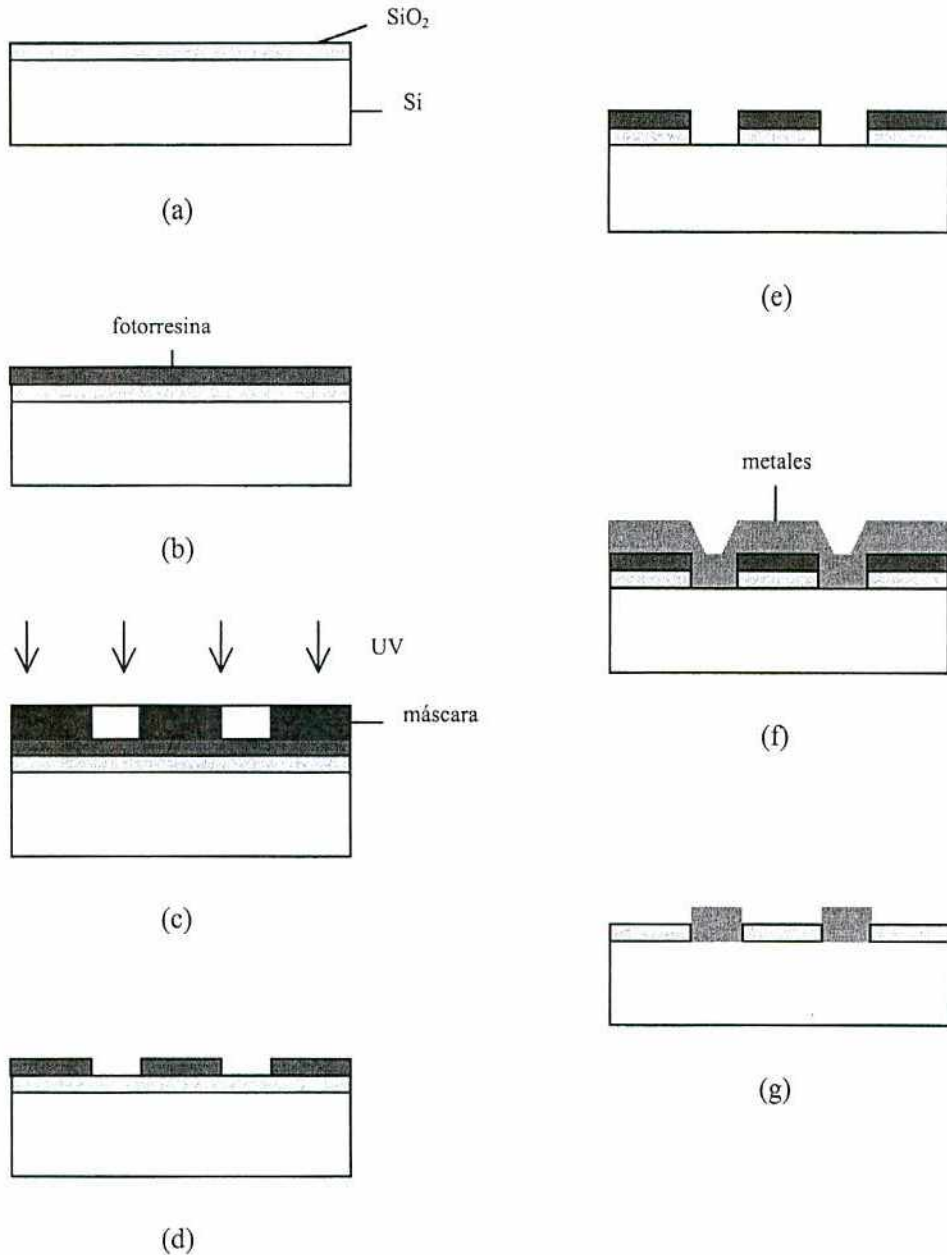 SiO₂
Si
(a)
fotorresina
(b)
UV
máscara
(c)
(d)
(e)
metales
(f)
(g)